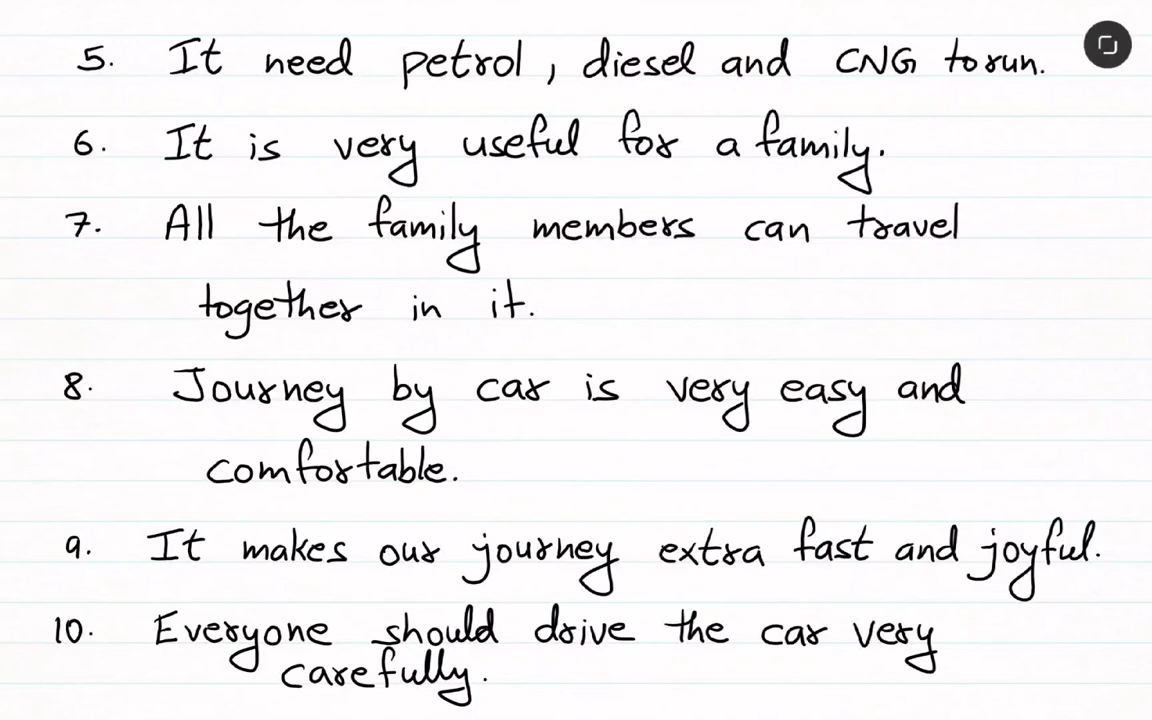 5. It need petrol, diesel and CNG to run.
6. It is very useful for a family.
7. All the family members can travel
together in it.
8. Journey by car is very easy and
comfortable.
9. It makes our journey extra fast and joyful.
10. Everyone should drive the car very
carefully.